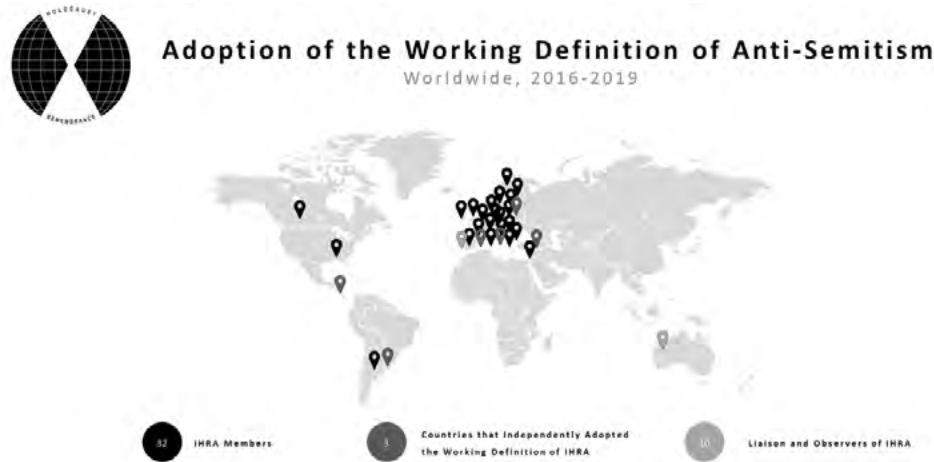 HOLOCAUST
Adoption of the Working Definition of Anti-Semitism
Worldwide, 2016-2019
REMEMBRANCE
32
IHRA Members
3
Countries that Independently Adopted
the Working Definition of IHRA
10
Liaison and Observers of IHRA